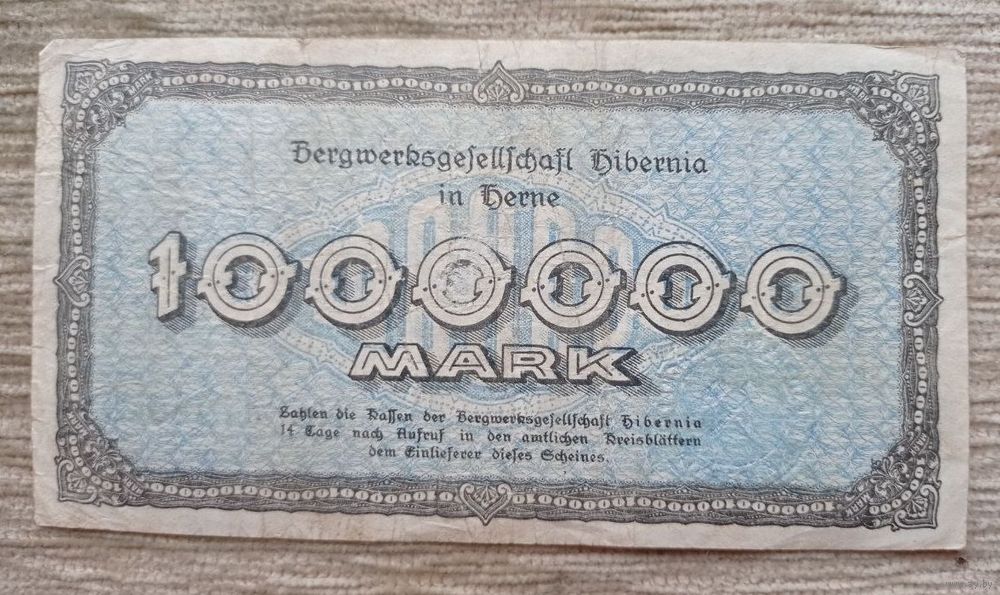 Bergwerksgesellschaft Hibernia
in Herne
1000000
MARK
Zahlen die Kassen der Bergwerksgesellschaft Hibernia
14 Tage nach Aufruf in den amtlichen Kreisblättern
dem Einlieferer dieses Scheines.